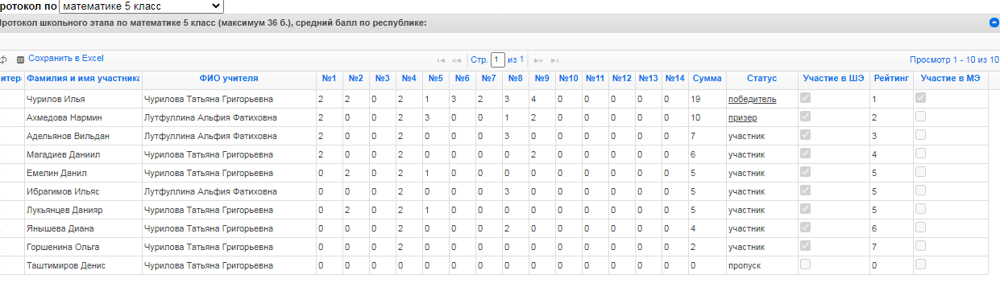 ротокол по математике 5 класс
Протокол школьного этапа по математике 5 класс (максимум 36 б.), средний балл по республике:
Сохранить в Excel Стр. 1 из 1 Просмотр 1 - 10 из 10
итера Фамилия и имя участника ФИО учителя №1 №2 №3 №4 №5 №6 №7 №8 №9 №10 №11 №12 №13 №14 Сумма Статус Участие в ШЭ Рейтинг Участие в МЭ
Чурилов Илья Чурилова Татьяна Григорьевна 2 2 0 2 1 3 2 3 4 0 0 0 0 0 19 победитель 1
Ахмедова Нармин Лутфуллина Альфия Фатиховна 2 0 0 2 3 0 0 1 2 0 0 0 0 0 10 призер 2
Адельянов Вильдан Лутфуллина Альфия Фатиховна 2 0 0 2 0 0 0 3 0 0 0 0 0 0 7 участник 3
Магадиев Даниил Чурилова Татьяна Григорьевна 2 0 0 2 0 0 0 0 2 0 0 0 0 0 6 участник 4
Емелин Данил Чурилова Татьяна Григорьевна 0 2 0 2 1 0 0 0 0 0 0 0 0 0 5 участник 5
Ибрагимов Ильяс Лутфуллина Альфия Фатиховна 0 0 0 2 0 0 0 3 0 0 0 0 0 0 5 участник 5
Лукьянцев Данияр Чурилова Татьяна Григорьевна 0 2 0 2 1 0 0 0 0 0 0 0 0 0 5 участник 5
Янышева Диана Чурилова Татьяна Григорьевна 0 0 0 2 0 0 0 2 0 0 0 0 0 0 4 участник 6
Горшенина Ольга Чурилова Татьяна Григорьевна 0 0 0 2 0 0 0 0 0 0 0 0 0 0 2 участник 7
Таштимиров Денис Чурилова Татьяна Григорьевна 0 0 0 0 0 0 0 0 0 0 0 0 0 0 0 пропуск 0